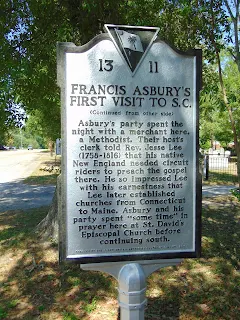 13 11
FRANCIS ASBURY'S
FIRST VISIT TO S.C.
(Continued from other side)
Asbury's party spent the
night with a merchant here,
a Methodist. Their host's
clerk told Rev. Jesse Lee
(1758-1816) that his native
New England needed circuit
riders to preach the gospel
there. He so impressed Lee
with his earnestness that
Lee later established
churches from Connecticut
to Maine. Asbury and his
party spent "some time" in
prayer here at St. David's
Episcopal Church before
continuing south.